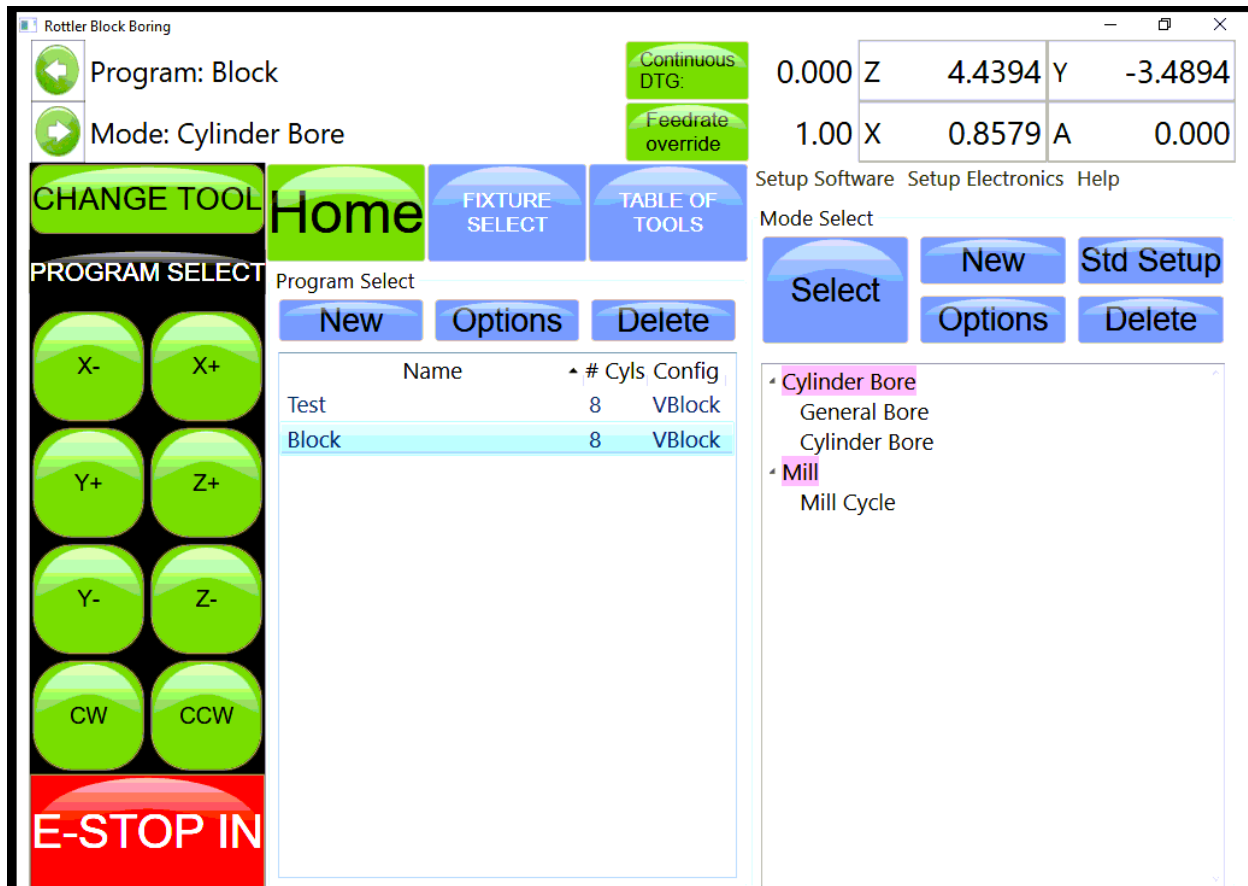 Rottler Block Boring
Program: Block
Continuous DTG:
0.000 Z 4.4394 Y -3.4894
Mode: Cylinder Bore
Feedrate override
1.00 X 0.8579 A 0.000
CHANGE TOOL
Home
FIXTURE SELECT
TABLE OF TOOLS
Setup Software Setup Electronics Help
PROGRAM SELECT
Mode Select
Select
New
Std Setup
Options
Delete
Program Select
New
Options
Delete
Name # Cyls Config
Test 8 VBlock
Block 8 VBlock
Cylinder Bore
General Bore
Cylinder Bore
Mill
Mill Cycle
X- X+
Y+ Z+
Y- Z-
CW CCW
E-STOP IN